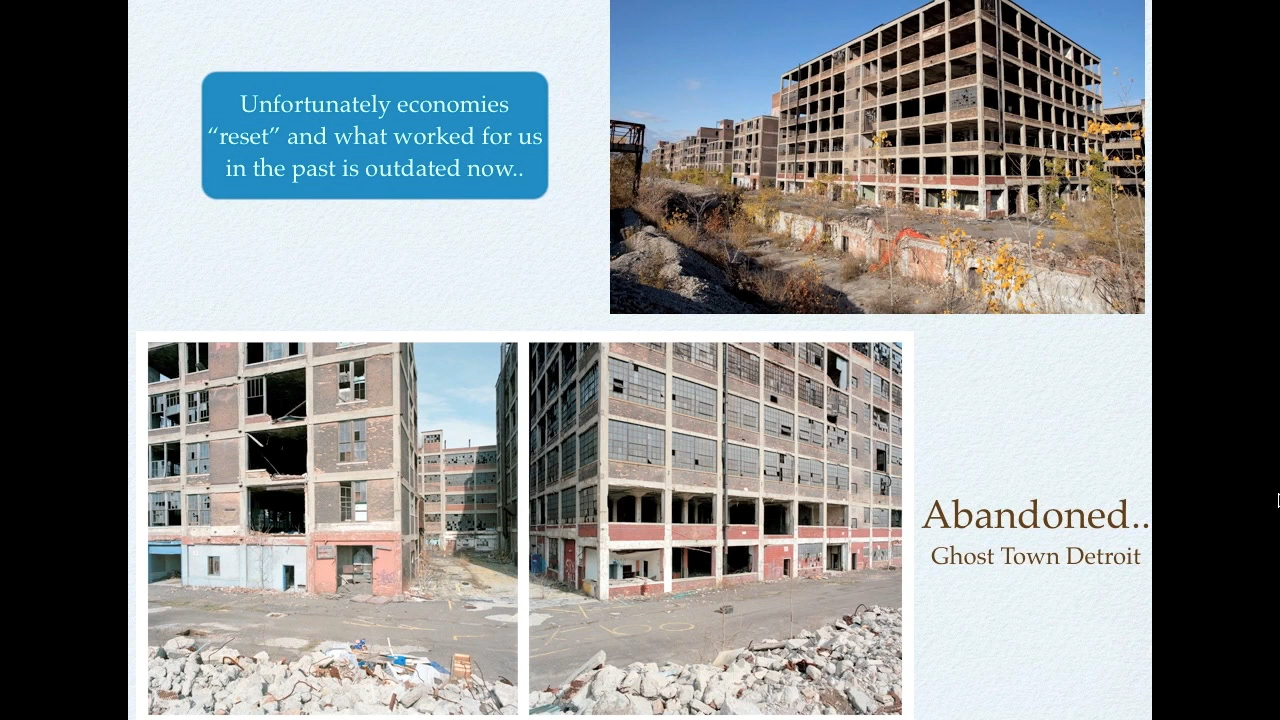 Unfortunately economies
“reset” and what worked for us
in the past is outdated now..
Abandoned..
Ghost Town Detroit